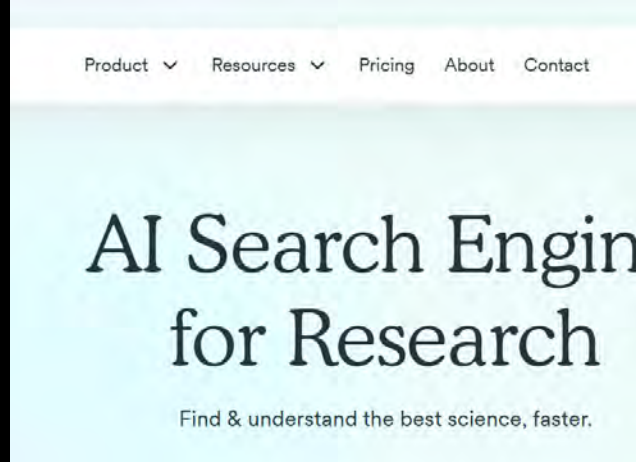 Product Resources Pricing About Contact
AI Search Engin
for Research
Find & understand the best science, faster.